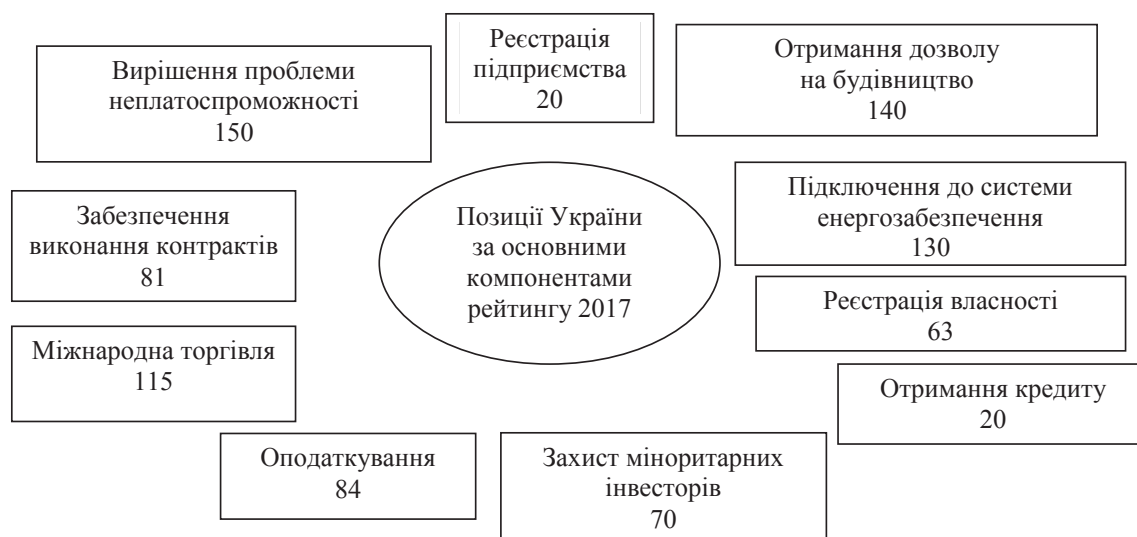 Вирішення проблеми
неплатоспроможності
150
Реєстрація
підприємства
20
Отримання дозволу
на будівництво
140
Забезпечення
виконання контрактів
81
Позиції України
за основними
компонентами
рейтингу 2017
Підключення до системи
енергозабезпечення
130
Реєстрація власності
63
Міжнародна торгівля
115
Отримання кредиту
20
Оподаткування
84
Захист міноритарних
інвесторів
70